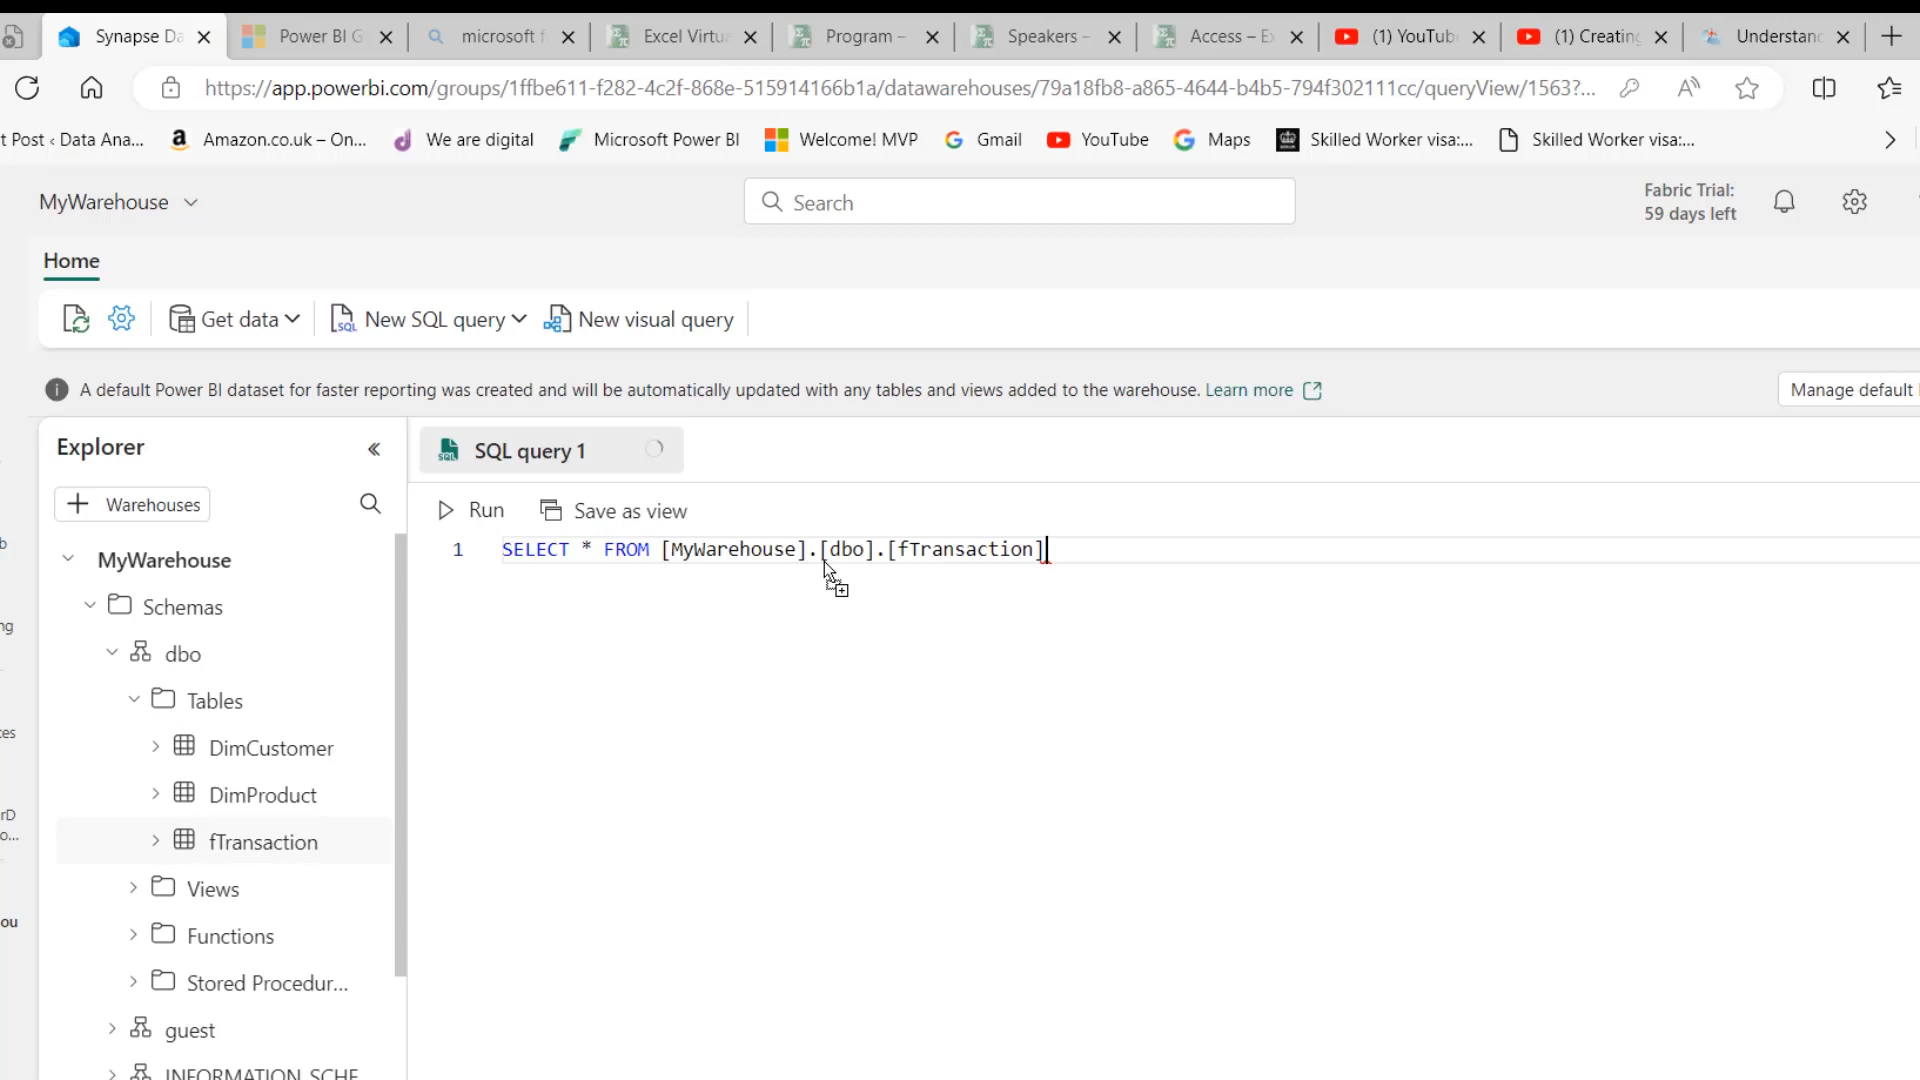 Synapse Da
Power BI G
microsoft f
Excel Virtu
Program –
Speakers –
Access – E
(1) YouTub
(1) Creating
Understan
https://app.powerbi.com/groups/1ffbe611-f282-4c2f-868e-515914166b1a/datawarehouses/79a18fb8-a865-4644-b4b5-794f302111cc/queryView/1563?...
t Post ‹ Data Ana...
Amazon.co.uk – On...
We are digital
Microsoft Power BI
Welcome! MVP
Gmail
YouTube
Maps
Skilled Worker visa:...
Skilled Worker visa:...
MyWarehouse
Search
Fabric Trial:
59 days left
Home
Get data
New SQL query
New visual query
A default Power BI dataset for faster reporting was created and will be automatically updated with any tables and views added to the warehouse. Learn more
Manage default
Explorer
SQL query 1
+ Warehouses
Run
Save as view
1 SELECT * FROM [MyWarehouse].[dbo].[fTransaction]
MyWarehouse
Schemas
dbo
Tables
DimCustomer
DimProduct
fTransaction
Views
Functions
Stored Procedur...
guest
INFORMATION_SCHE
b
ng
ces
rD
o...
ou